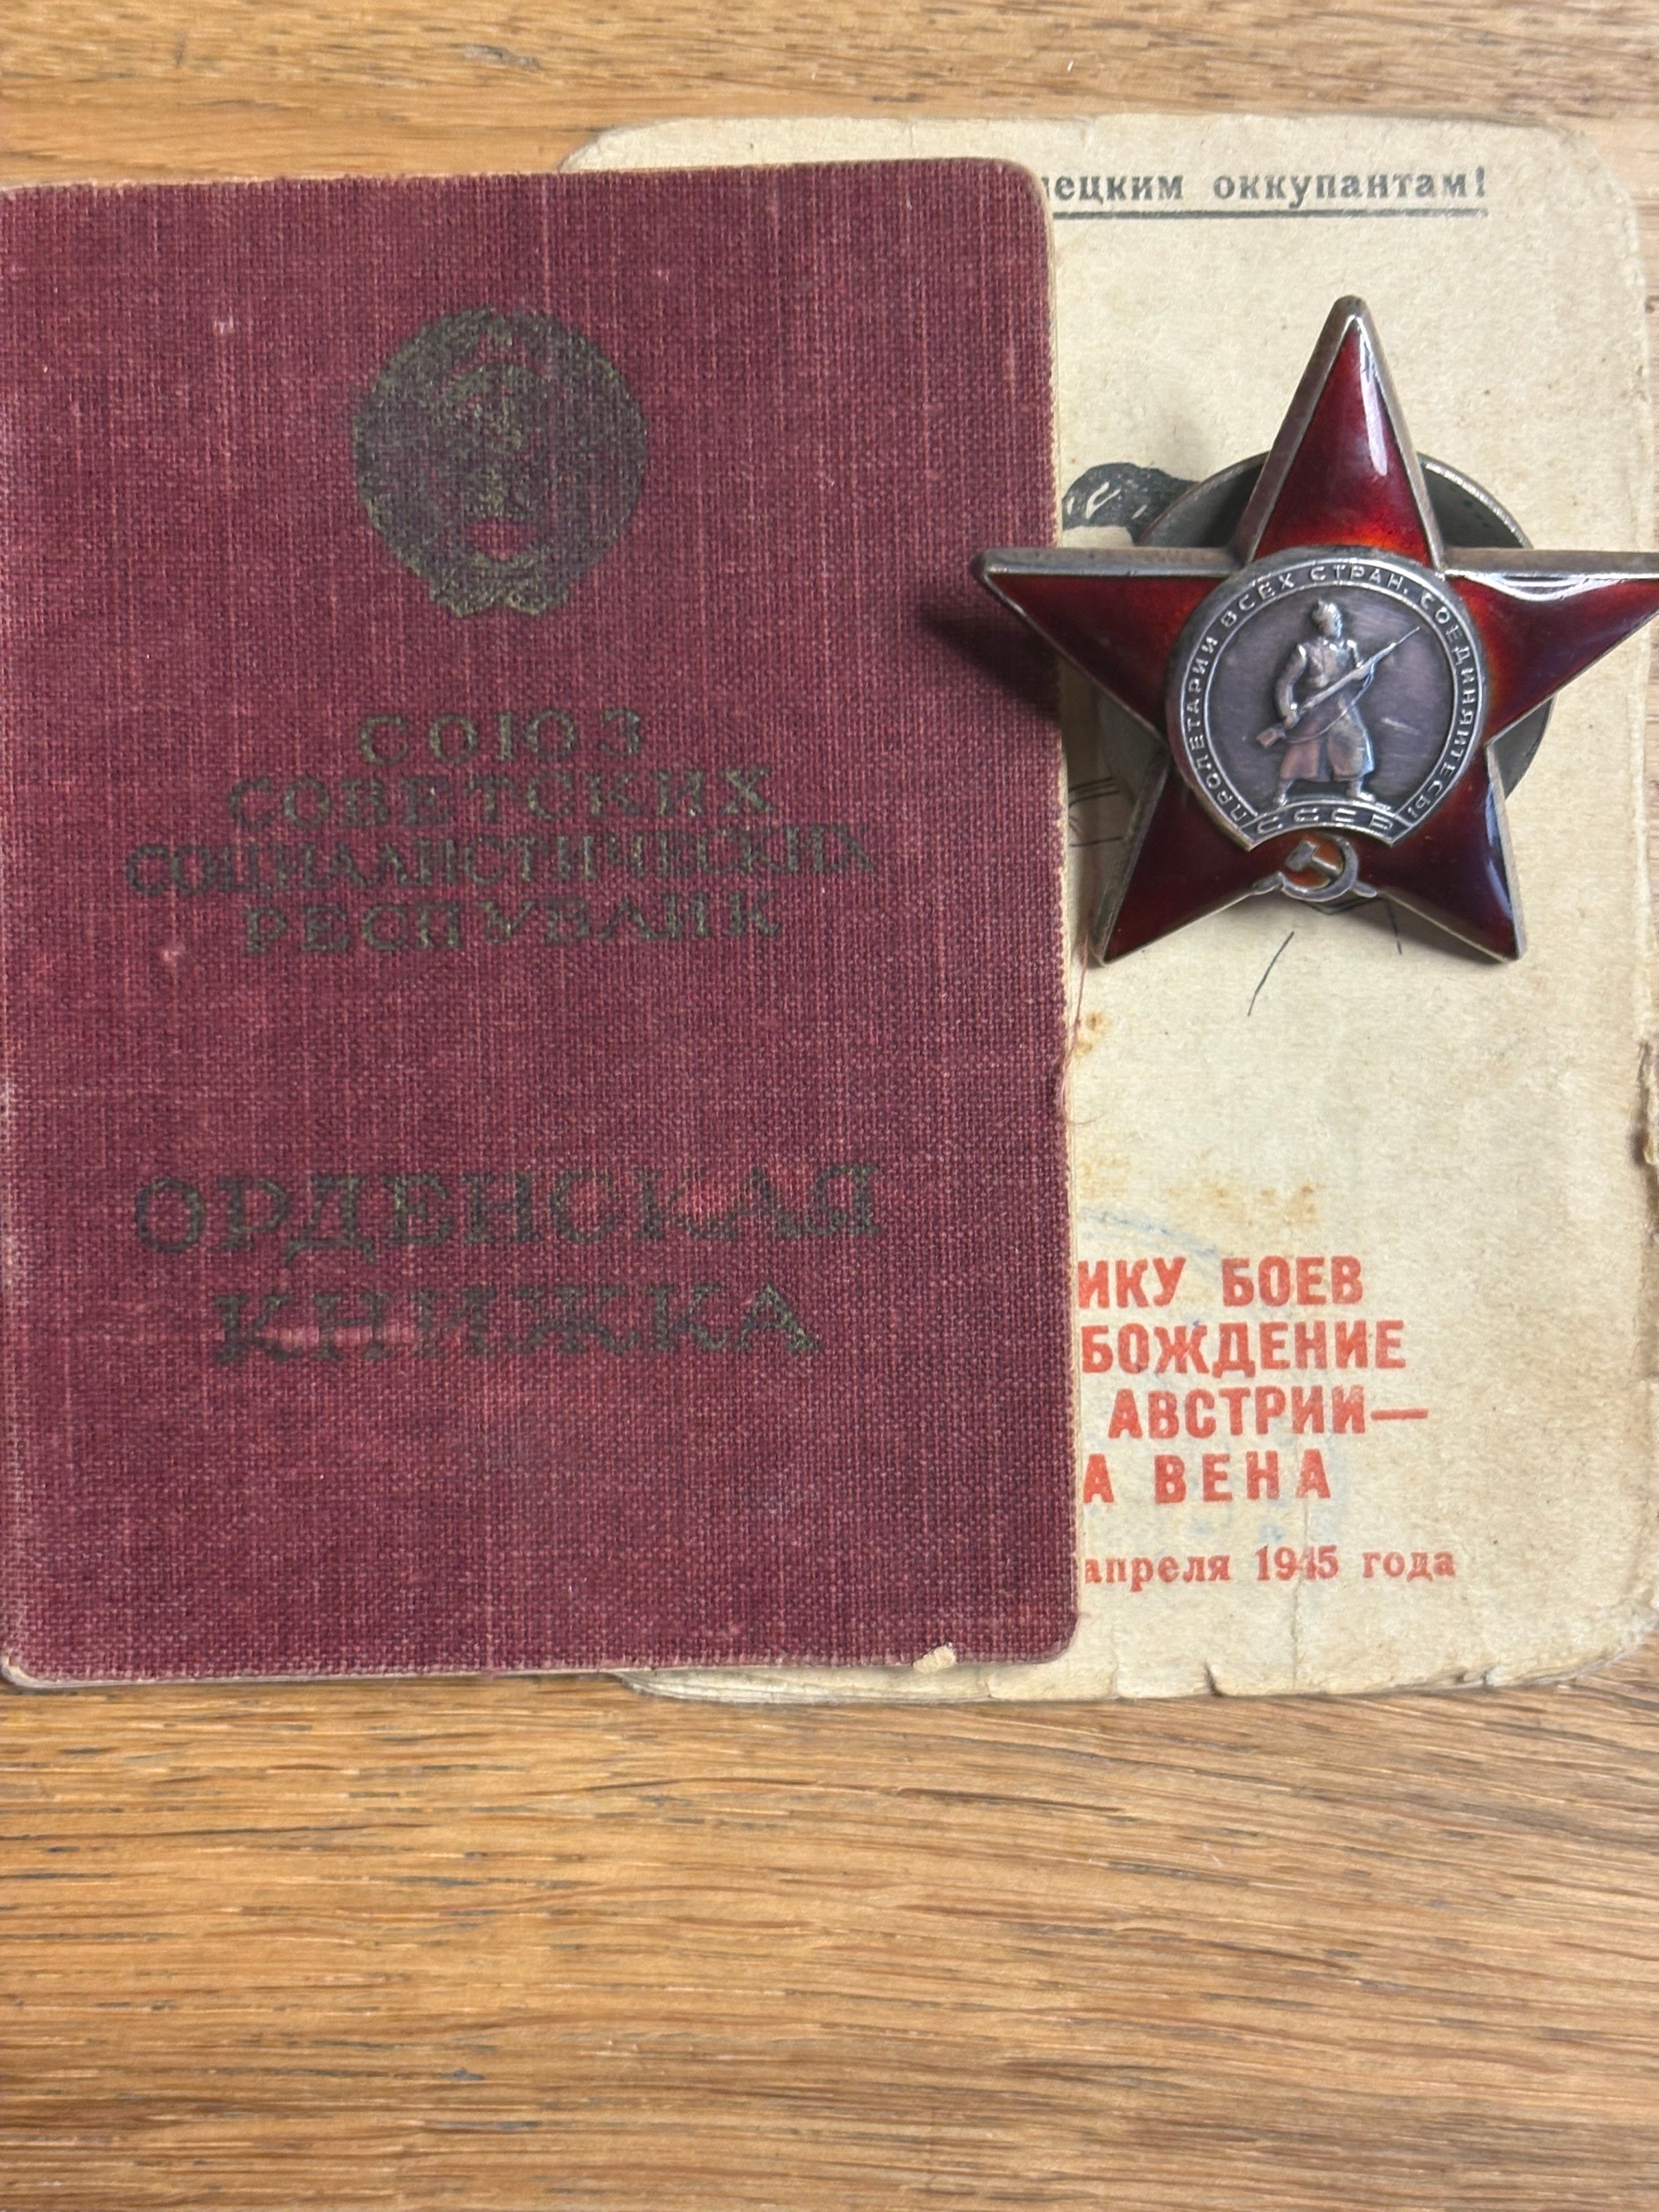 СОЮЗ
СОВЕТСКИХ
СОЦИАЛИСТИЧЕСКИХ
РЕСПУБЛИК
ОРДЕНСКАЯ
КНИЖКА
ецким оккупантам!
ПРОЛЕТАРИИ ВСЕХ СТРАН, СОЕДИНЯЙТЕСЬ!
СССР
ИКУ БОЕВ
БОЖДЕНИЕ
АВСТРИИ—
А ВЕНА
апреля 1945 года